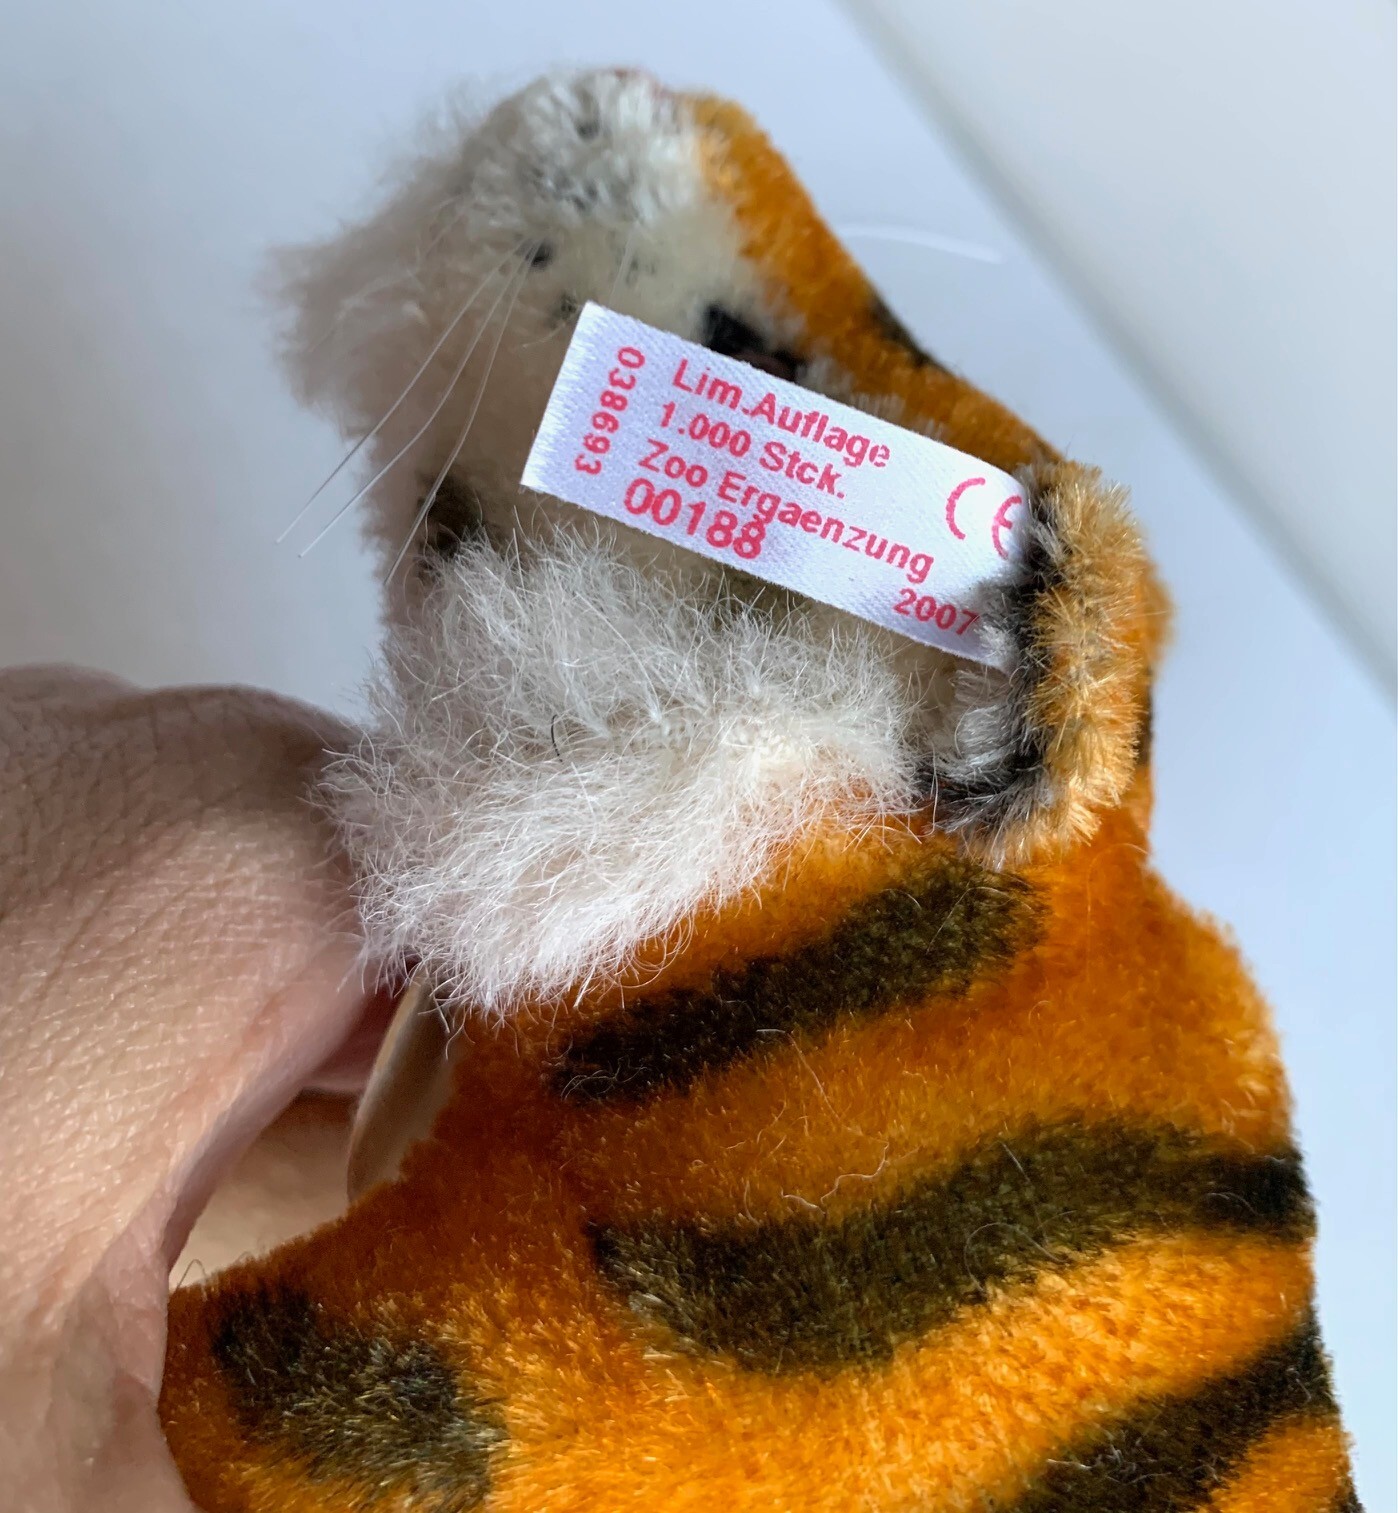 038693
Lim.Auflage
1.000 Stck.
Zoo Ergaenzung
00188
2007
CE